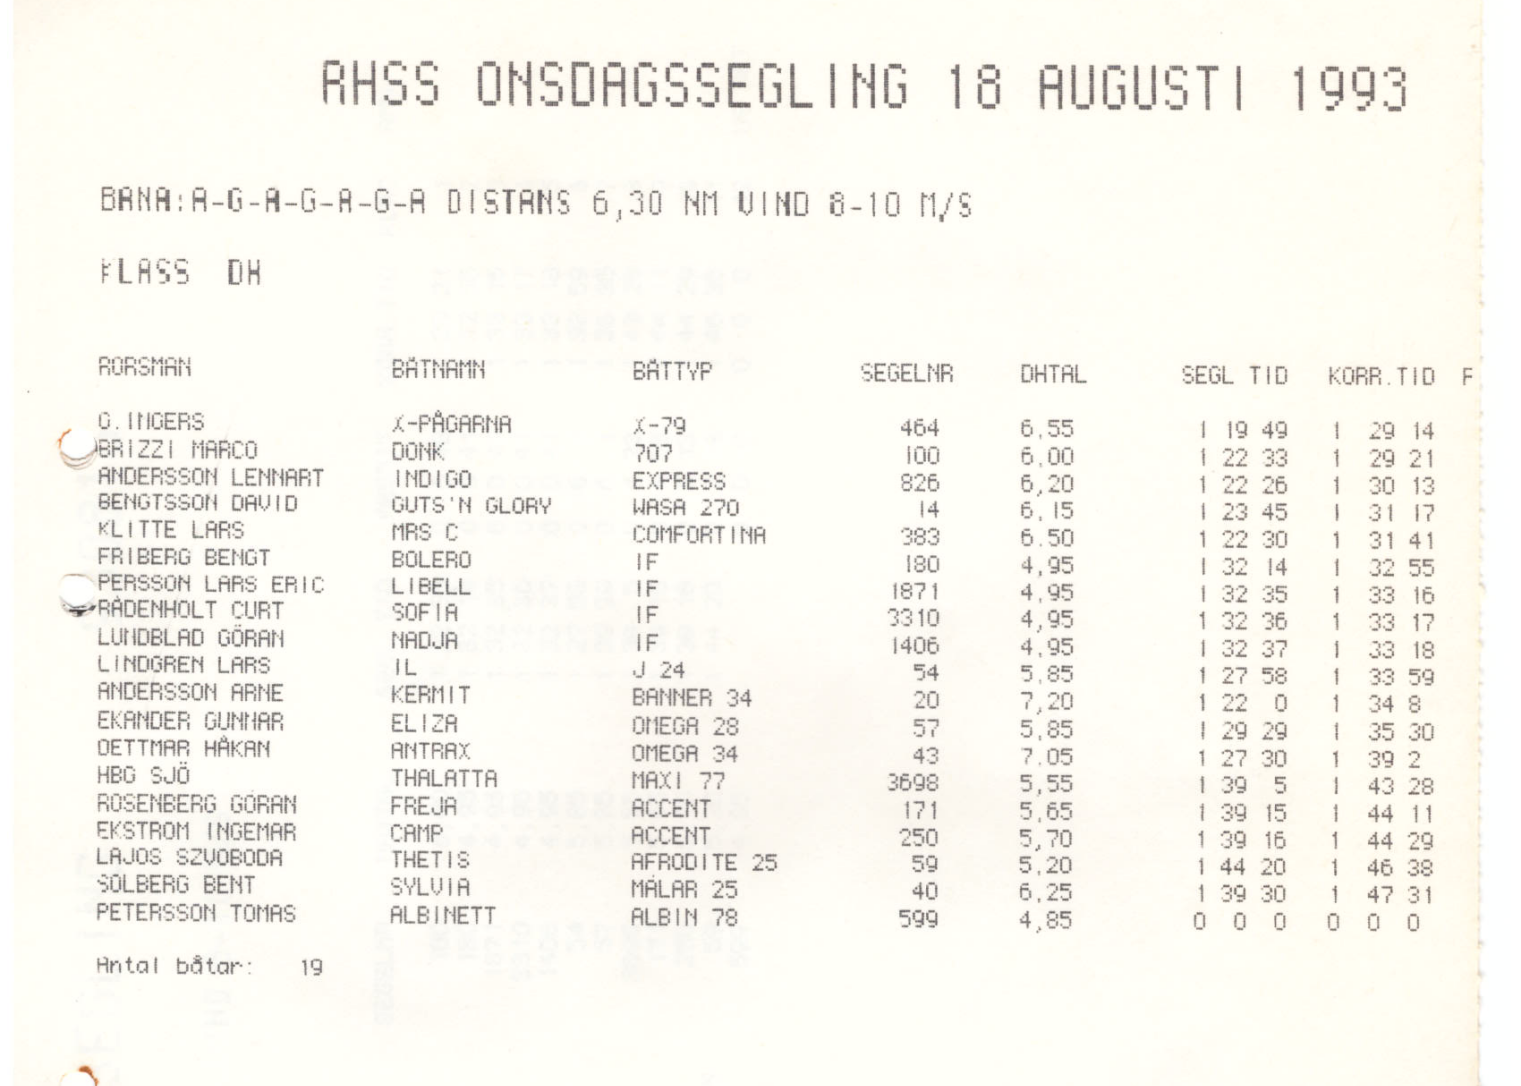 RHSS ONSDAGSSEGLING 18 AUGUSTI 1993
BANA:A-G-A-G-A-G-A DISTANS 6,30 NM VIND 8-10 M/S
KLASS DH
RORSMAN BÅTNAMN BÅTTYP SEGELNR DHTAL SEGL TID KORR.TID F
G.INGERS X-PÅGARNA X-79 464 6,55 1 19 49 1 29 14
BRIZZI MARCO DONK 707 100 6,00 1 22 33 1 29 21
ANDERSSON LENNART INDIGO EXPRESS 826 6,20 1 22 26 1 30 13
BENGTSSON DAVID GUTS'N GLORY WASA 270 14 6,15 1 23 45 1 31 17
KLITTE LARS MRS C COMFORTINA 383 6.50 1 22 30 1 31 41
FRIBERG BENGT BOLERO IF 180 4,95 1 32 14 1 32 55
PERSSON LARS ERIC LIBELL IF 1871 4,95 1 32 35 1 33 16
RÅDENHOLT CURT SOFIA IF 3310 4,95 1 32 36 1 33 17
LUNDBLAD GÖRAN NADJA IF 1406 4,95 1 32 37 1 33 18
LINDGREN LARS IL J 24 54 5,85 1 27 58 1 33 59
ANDERSSON ARNE KERMIT BANNER 34 20 7,20 1 22 0 1 34 8
EKANDER GUNNAR ELIZA OMEGA 28 57 5,85 1 29 29 1 35 30
DETTMAR HÅKAN ANTRAX OMEGA 34 43 7.05 1 27 30 1 39 2
HBG SJÖ THALATTA MAXI 77 3698 5,55 1 39 5 1 43 28
ROSENBERG GÖRAN FREJA ACCENT 171 5,65 1 39 15 1 44 11
EKSTROM INGEMAR CAMP ACCENT 250 5,70 1 39 16 1 44 29
LAJOS SZVOBODA THETIS AFRODITE 25 59 5,20 1 44 20 1 46 38
SOLBERG BENT SYLVIA MÄLAR 25 40 6,25 1 39 30 1 47 31
PETERSSON TOMAS ALBINETT ALBIN 78 599 4,85 0 0 0 0 0 0
Antal båtar: 19